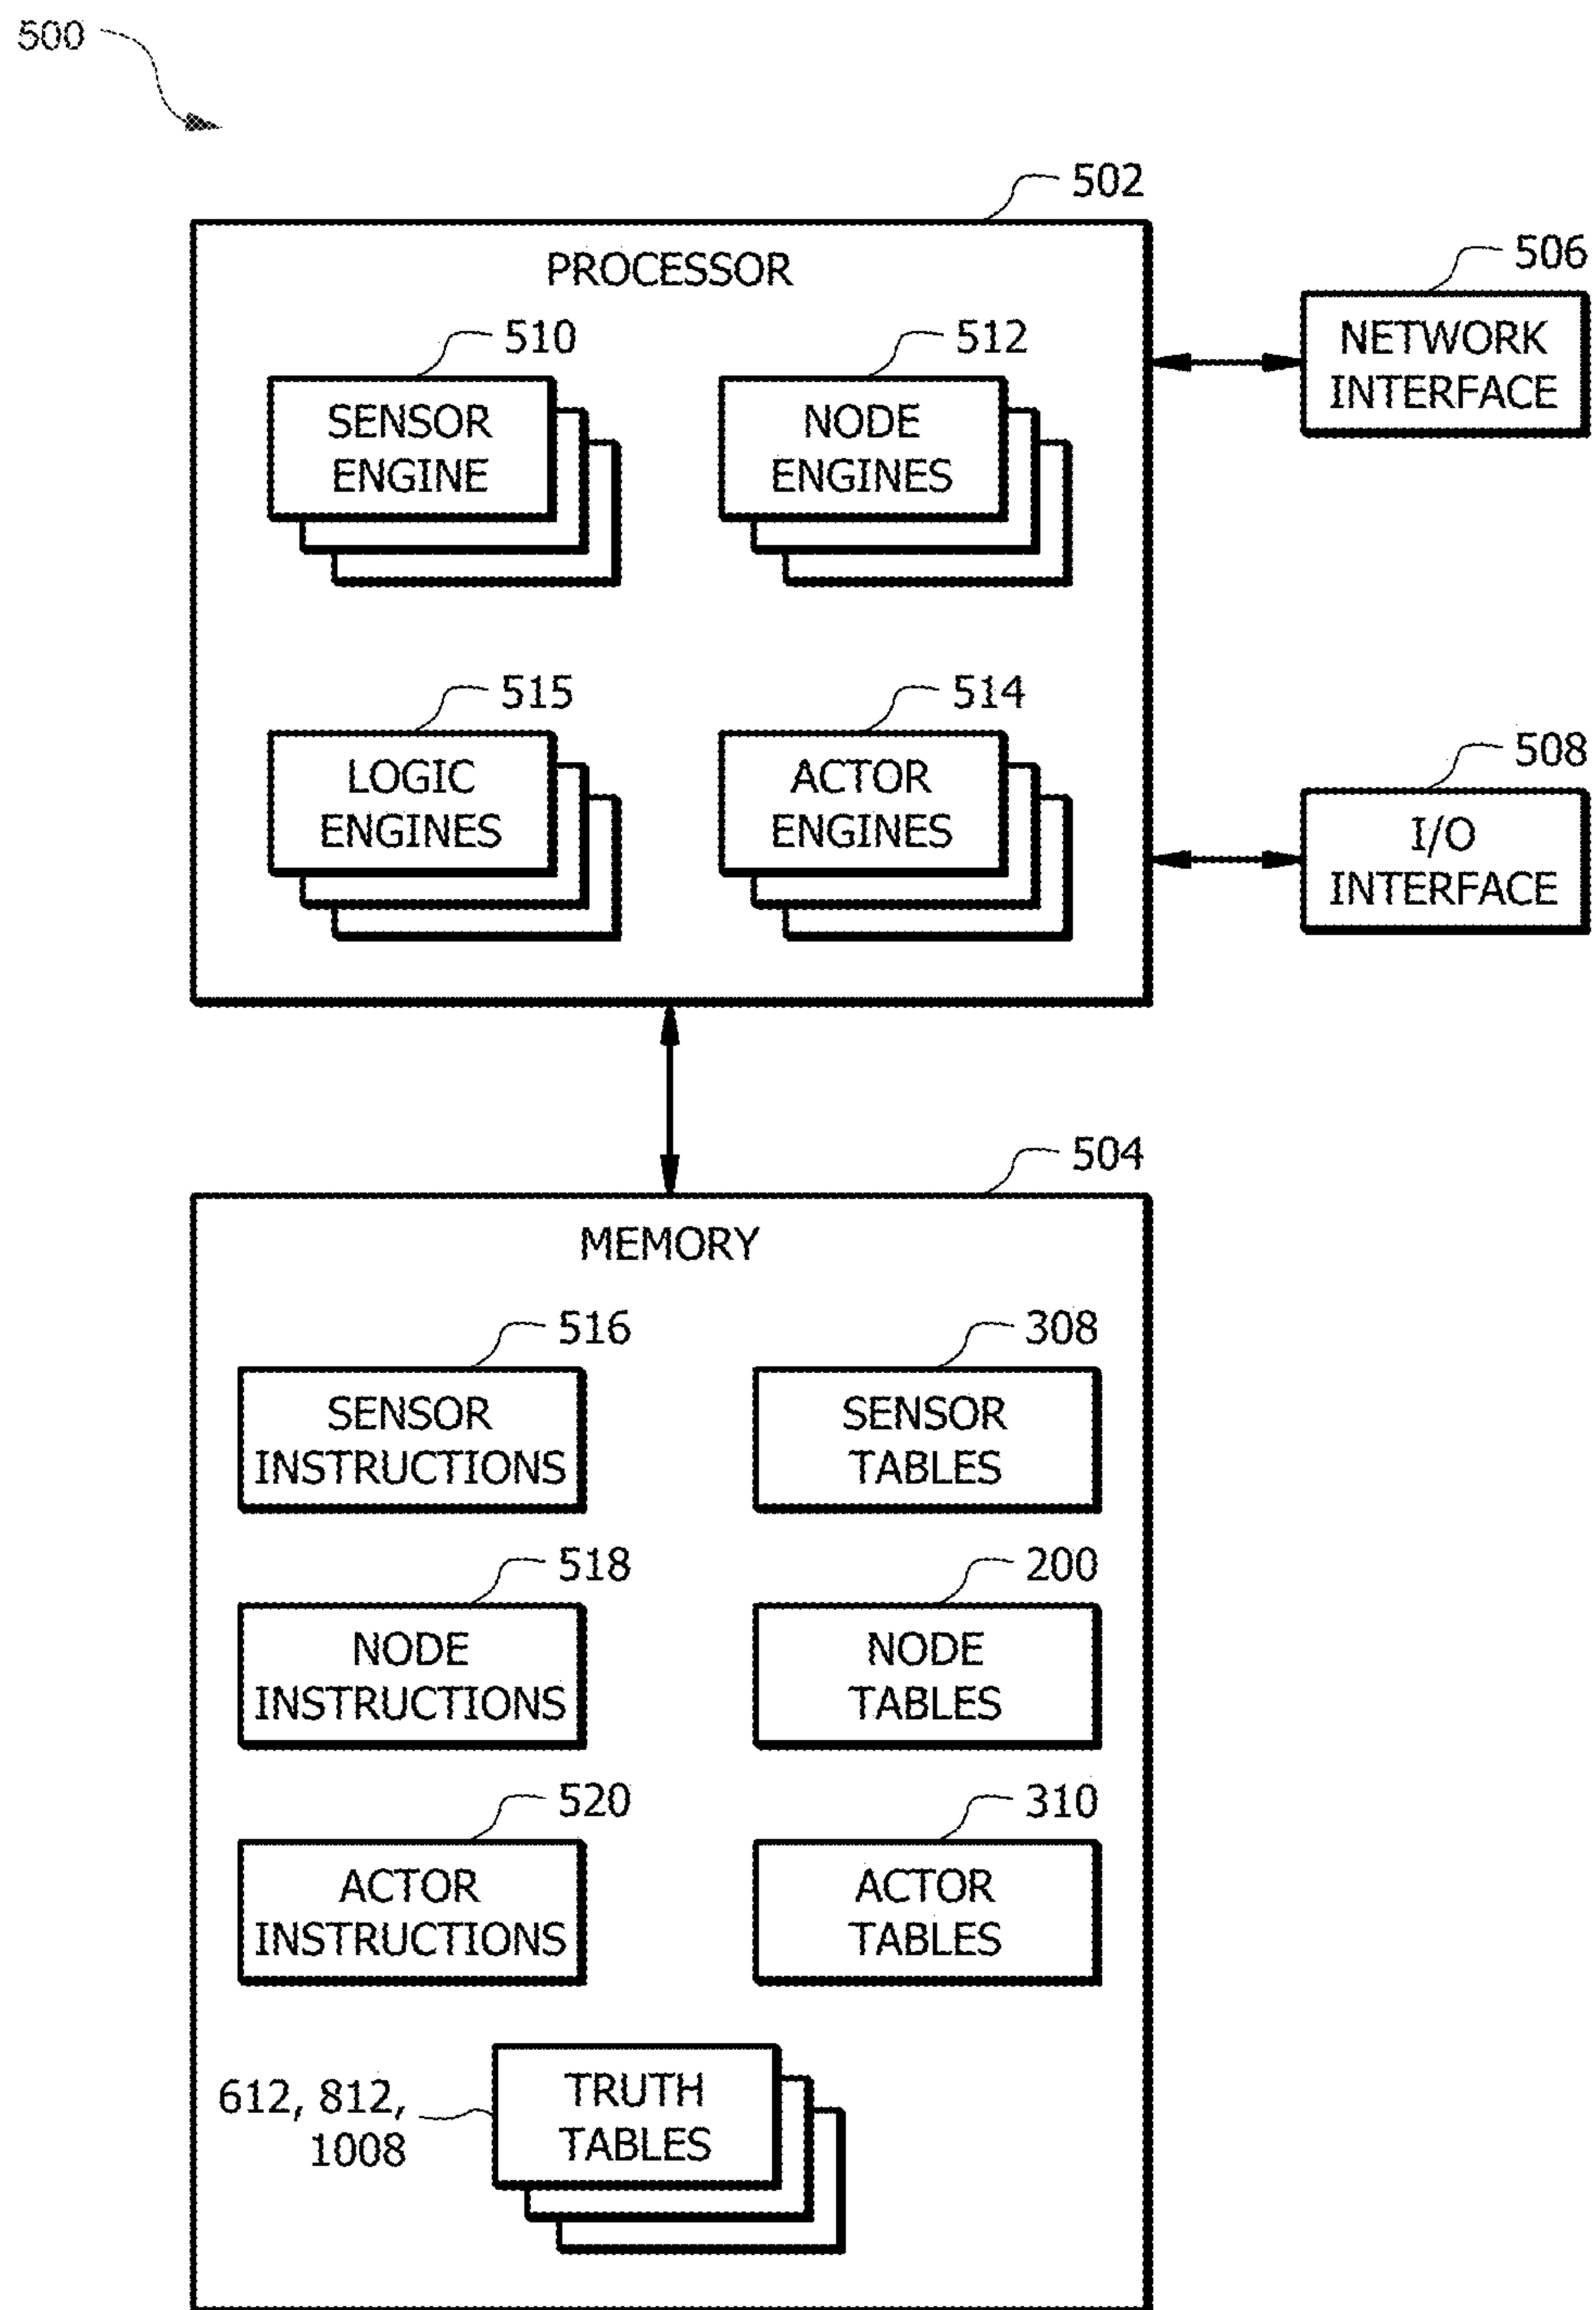 500
502
PROCESSOR
506
NETWORK
INTERFACE
510
SENSOR
ENGINE
512
NODE
ENGINES
515
LOGIC
ENGINES
514
ACTOR
ENGINES
508
I/O
INTERFACE
504
MEMORY
516
SENSOR
INSTRUCTIONS
308
SENSOR
TABLES
518
NODE
INSTRUCTIONS
200
NODE
TABLES
520
ACTOR
INSTRUCTIONS
310
ACTOR
TABLES
612, 812,
1008
TRUTH
TABLES